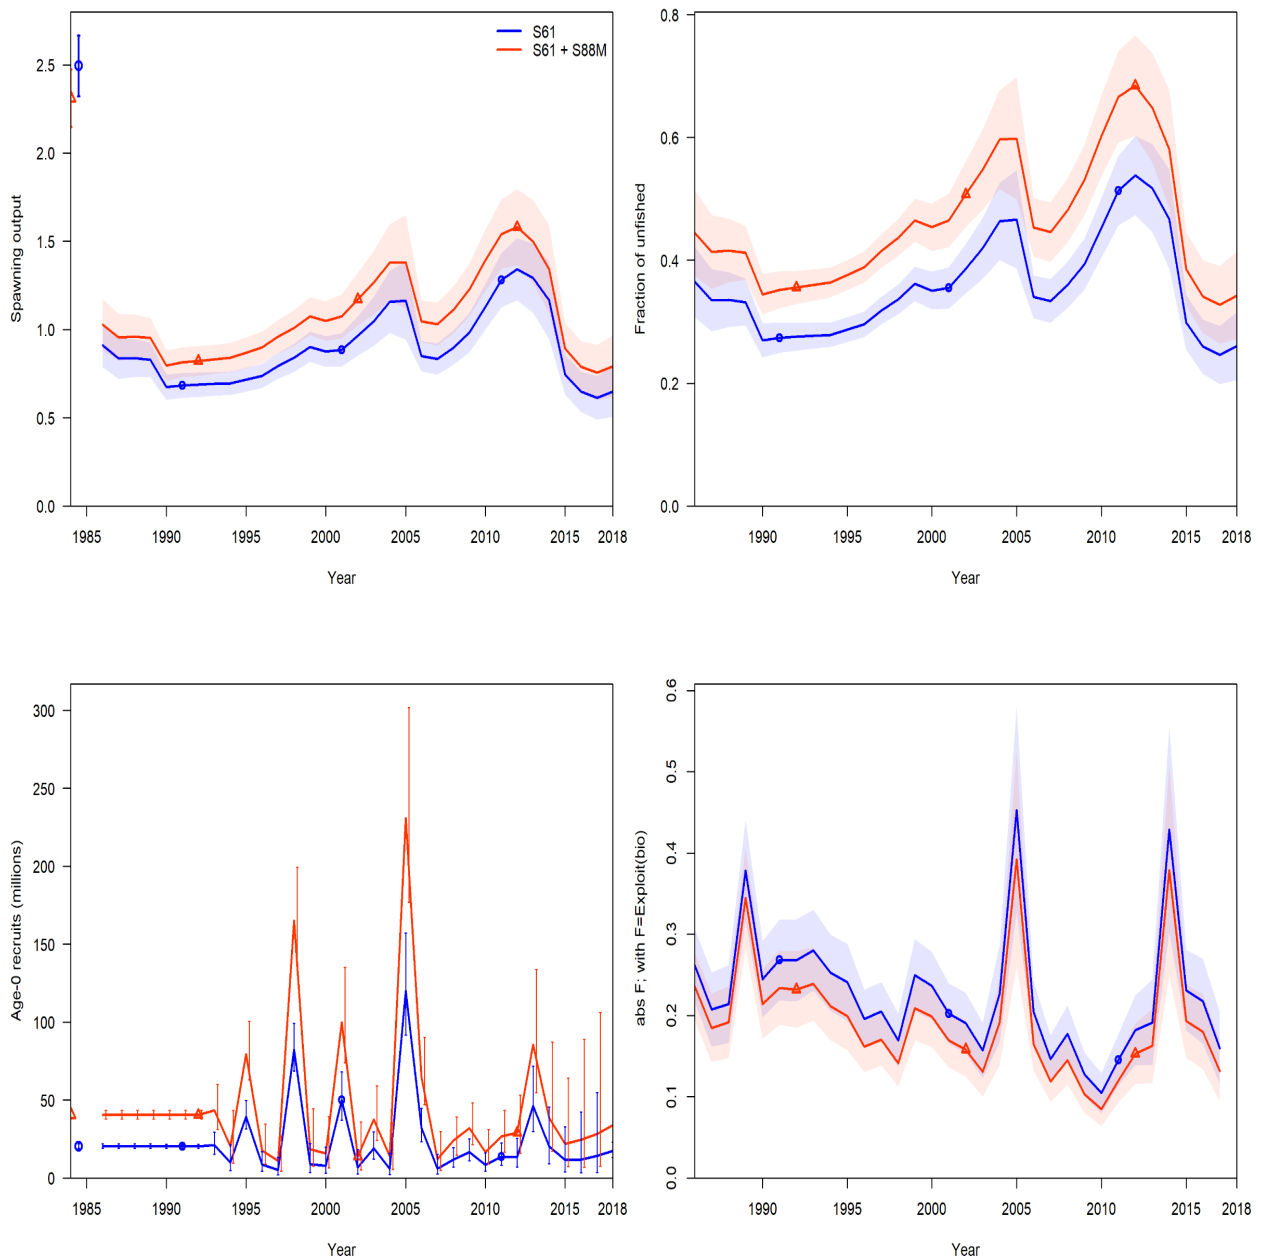 S61
S61 + S88M
Spawning output
2.5
2.0
1.5
1.0
0.5
0.0
1985 1990 1995 2000 2005 2010 2015 2018
Year
Fraction of unfished
0.8
0.6
0.4
0.2
0.0
1990 1995 2000 2005 2010 2015 2018
Year
Age-0 recruits (millions)
300
250
200
150
100
50
0
1985 1990 1995 2000 2005 2010 2015 2018
Year
abs F; with F=Exploit(bio)
0.6
0.5
0.4
0.3
0.2
0.1
0.0
1990 1995 2000 2005 2010 2015 2018
Year